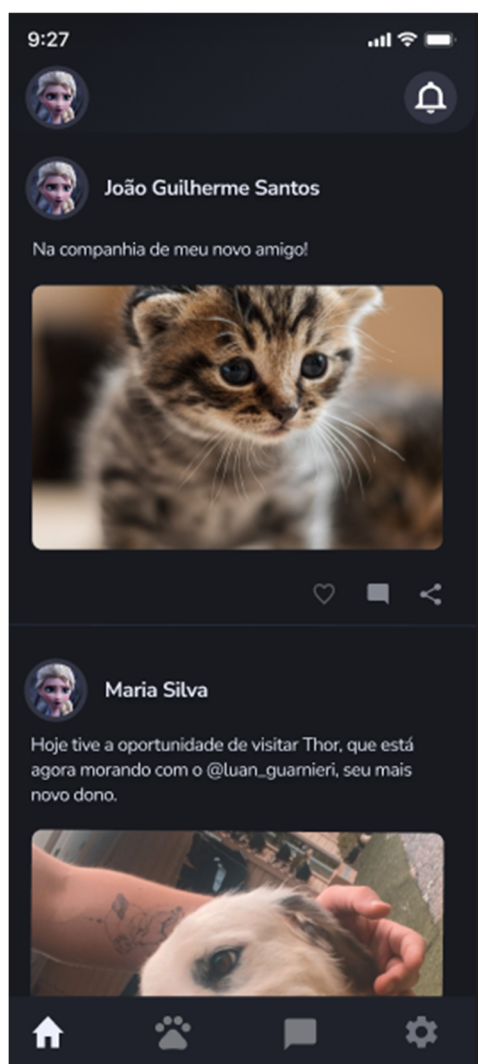 9:27
João Guilherme Santos
Na companhia de meu novo amigo!
Maria Silva
Hoje tive a oportunidade de visitar Thor, que está
agora morando com o @luan_guarnieri, seu mais
novo dono.